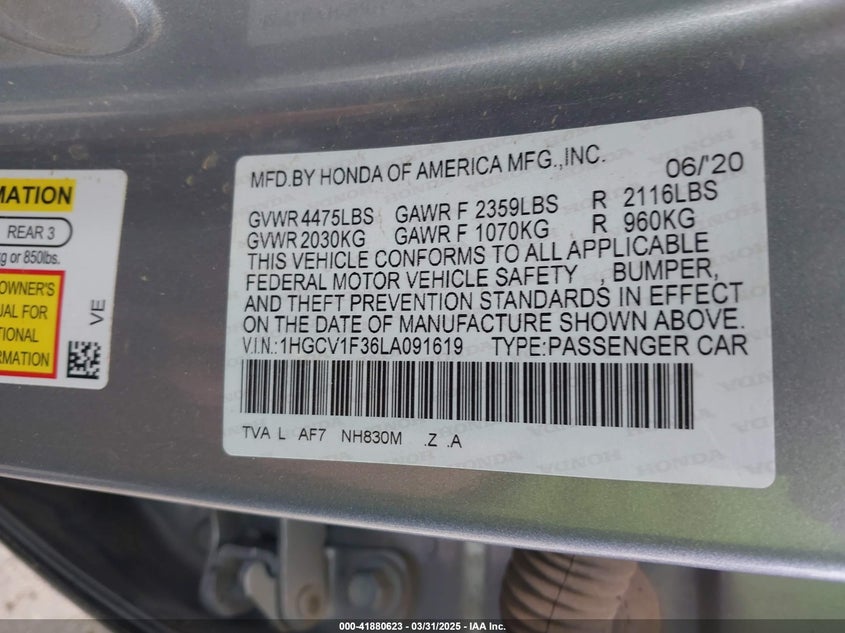 MATION
REAR 3
kg or 850lbs.
OWNER'S
UAL FOR
TIONAL
RMATION
VE
MFD.BY HONDA OF AMERICA MFG.,INC. 06/'20
GVWR 4475LBS GAWR F 2359LBS R 2116LBS
GVWR 2030KG GAWR F 1070KG R 960KG
THIS VEHICLE CONFORMS TO ALL APPLICABLE
FEDERAL MOTOR VEHICLE SAFETY , BUMPER,
AND THEFT PREVENTION STANDARDS IN EFFECT
ON THE DATE OF MANUFACTURE SHOWN ABOVE.
V.I.N.:1HGCV1F36LA091619 TYPE:PASSENGER CAR
TVA L AF7 NH830M .Z .A
000-41880623 - 03/31/2025 - © IAA Inc.